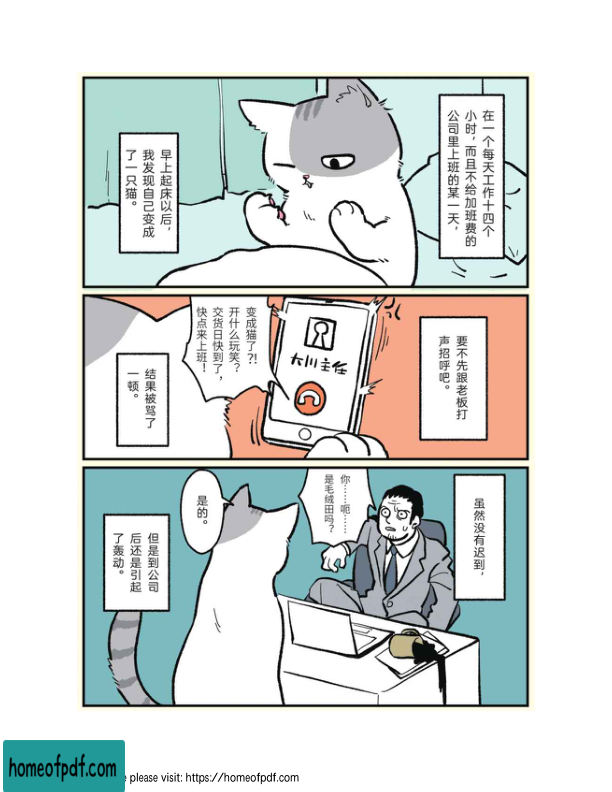 在一个每天工作十四个
小时，而且不给加班费的
公司里上班的某一天，
早上起床以后，
我发现自己变成
了一只猫。
要不先跟老板打
声招呼吧。
大川主任
变成猫了?!
开什么玩笑?
交货日快到了，
快点来上班！
结果被骂了
一顿。
虽然没有迟到，
你……呃……
是毛绒田吗?
是的。
但是到公司
后还是引起
了轰动。
homeofpdf.com
e please visit: https://homeofpdf.com